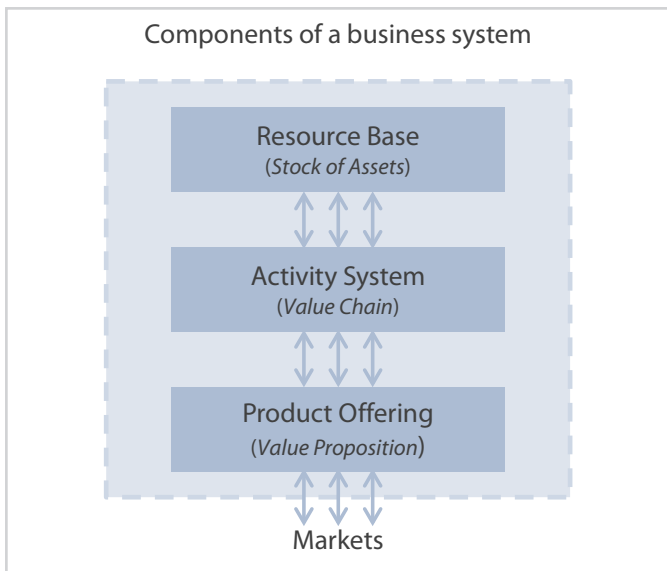 Components of a business system
Resource Base
(Stock of Assets)
Activity System
(Value Chain)
Product Offering
(Value Proposition)
Markets